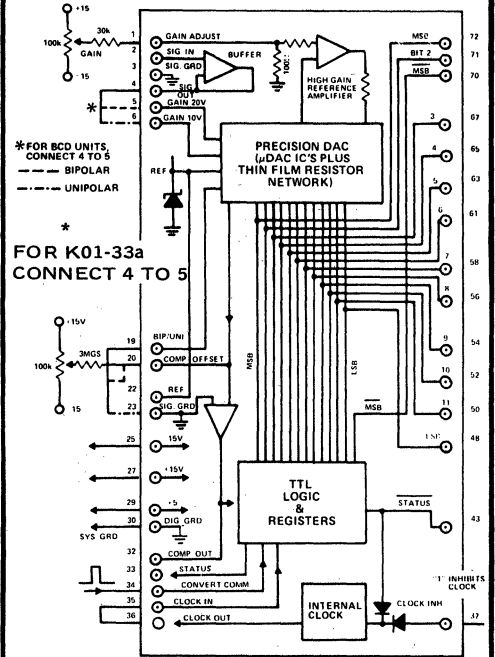 +15
30k
100k
GAIN
-15
1 GAIN ADJUST
2 SIG IN
3 SIG. GRD
4 SIG OUT
5 GAIN 20V
6 GAIN 10V
BUFFER
100Ω
HIGH GAIN
REFERENCE
AMPLIFIER
MSB 72
BIT 2 71
MSB 70
3 67
4 65
5 63
6 61
7 58
8 56
9 54
10 52
11 50
LSB 48
*
*FOR BCD UNITS,
CONNECT 4 TO 5
BIPOLAR
UNIPOLAR
REF
PRECISION DAC
(μDAC IC'S PLUS
THIN FILM RESISTOR
NETWORK)
*
FOR K01-33a
CONNECT 4 TO 5
+15V
3MGS
100k
15
19 BIP/UNI
20 COMP OFFSET
22 REF
23 SIG. GRD
MSB
LSB
MSB
25 15V
27 +15V
29 +5
30 DIG GRD
SYS GRD
32 COMP OUT
33 STATUS
34 CONVERT COMM
35 CLOCK IN
36 CLOCK OUT
TTL
LOGIC
&
REGISTERS
STATUS 43
INTERNAL
CLOCK
CLOCK INH
"1" INHIBITS
CLOCK
37